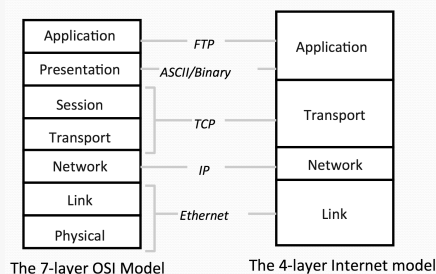 Application
Presentation
Session
Transport
Network
Link
Physical
The 7-layer OSI Model
FTP
ASCII/Binary
TCP
IP
Ethernet
Application
Transport
Network
Link
The 4-layer Internet model